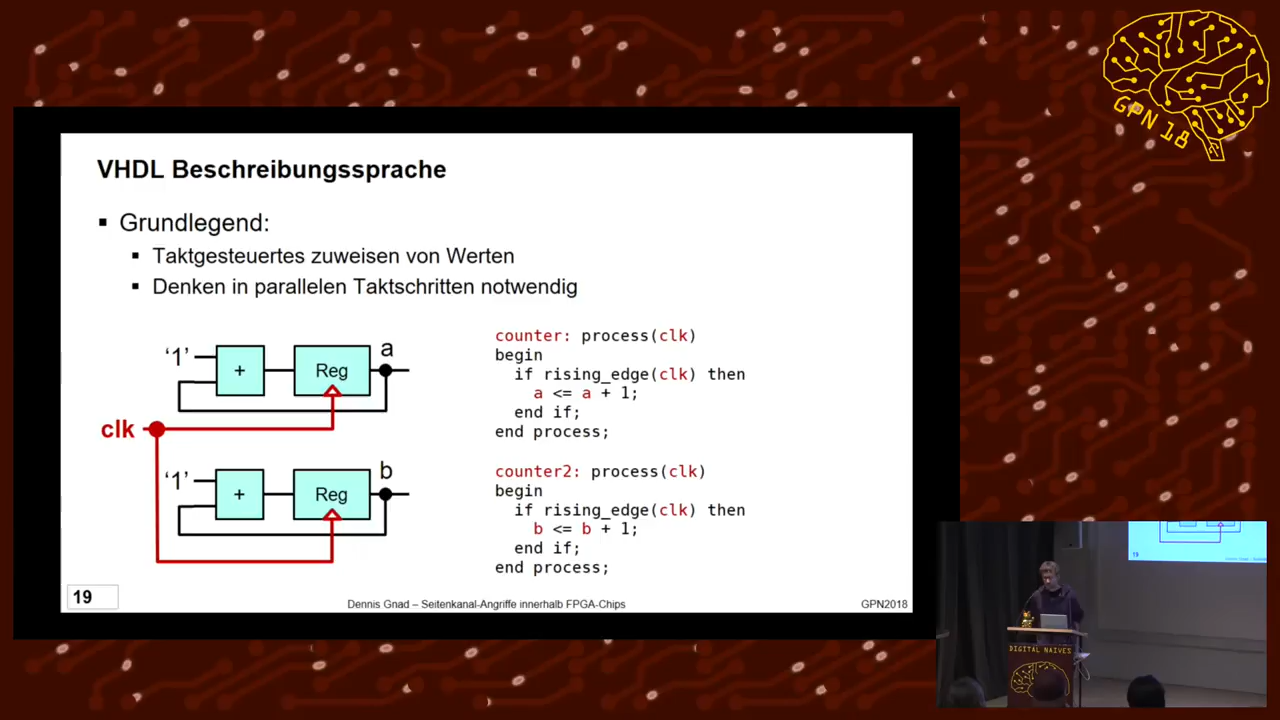 GPN 18
VHDL Beschreibungssprache
Grundlegend:
Taktgesteuertes zuweisen von Werten
Denken in parallelen Taktschritten notwendig
'1'
+
Reg
a
clk
'1'
+
Reg
b
counter: process(clk)
begin
if rising_edge(clk) then
a <= a + 1;
end if;
end process;
counter2: process(clk)
begin
if rising_edge(clk) then
b <= b + 1;
end if;
end process;
19
Dennis Gnad – Seitenkanal-Angriffe innerhalb FPGA-Chips
GPN2018
19
DIGITAL NAIVES